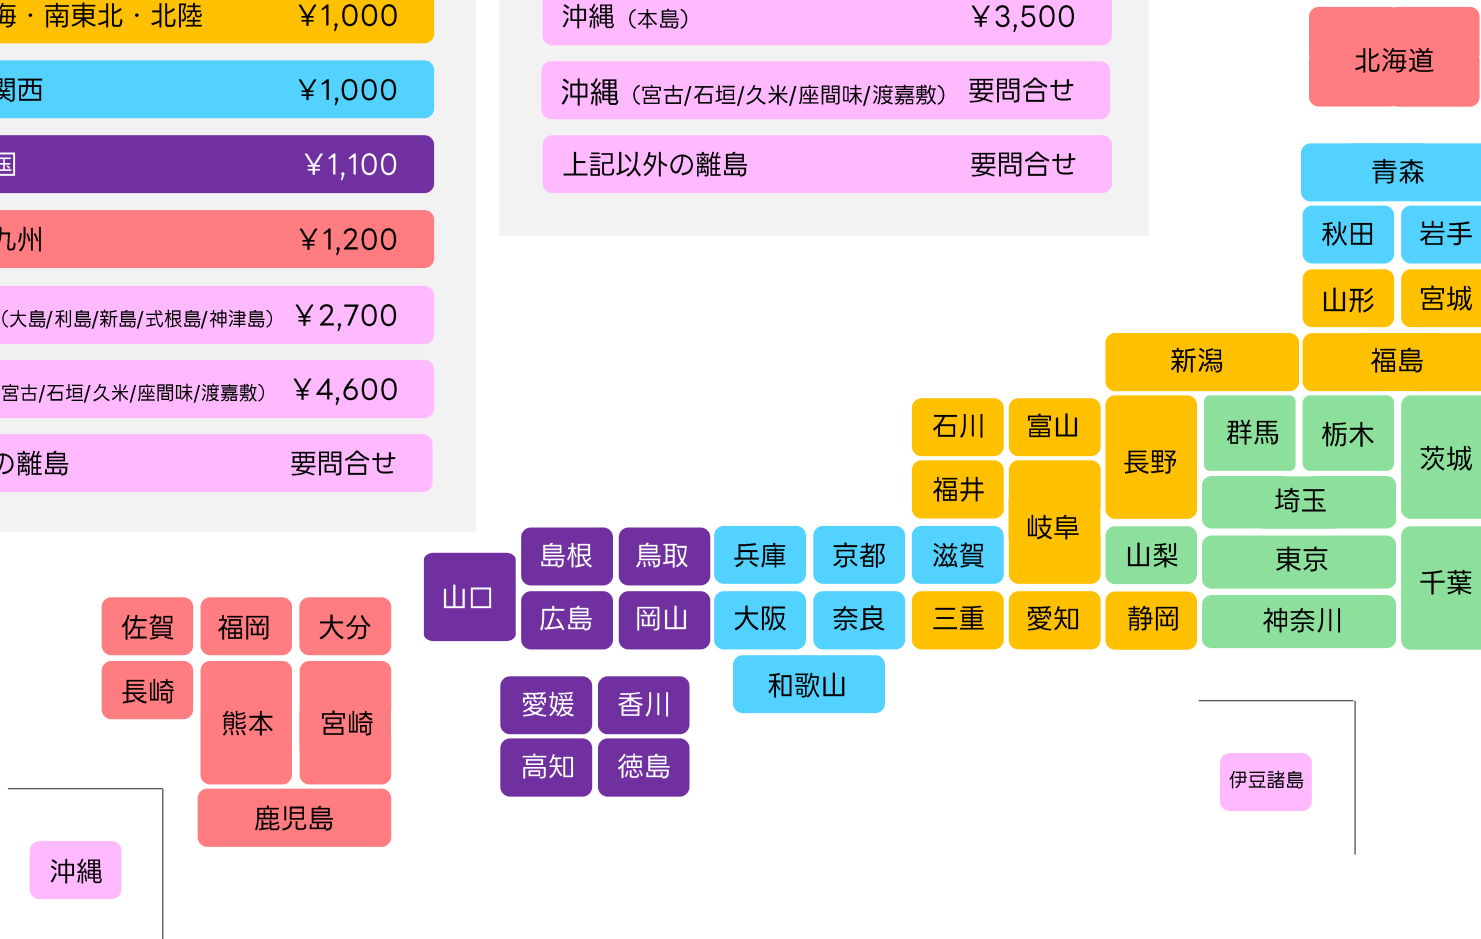 海・南東北・北陸 ¥1,000
関西 ¥1,000
国 ¥1,100
九州 ¥1,200
（大島/利島/新島/式根島/神津島） ¥2,700
宮古/石垣/久米/座間味/渡嘉敷） ¥4,600
の離島 要問合せ
沖縄（本島） ¥3,500
沖縄（宮古/石垣/久米/座間味/渡嘉敷） 要問合せ
上記以外の離島 要問合せ
北海道
青森
秋田 岩手
山形 宮城
新潟 福島
石川 富山 長野 群馬 栃木 茨城
福井 岐阜 埼玉
山口 島根 鳥取 兵庫 京都 滋賀 山梨 東京 千葉
広島 岡山 大阪 奈良 三重 愛知 静岡 神奈川
佐賀 福岡 大分
和歌山
長崎 熊本 宮崎
愛媛 香川
高知 徳島
鹿児島
伊豆諸島
沖縄